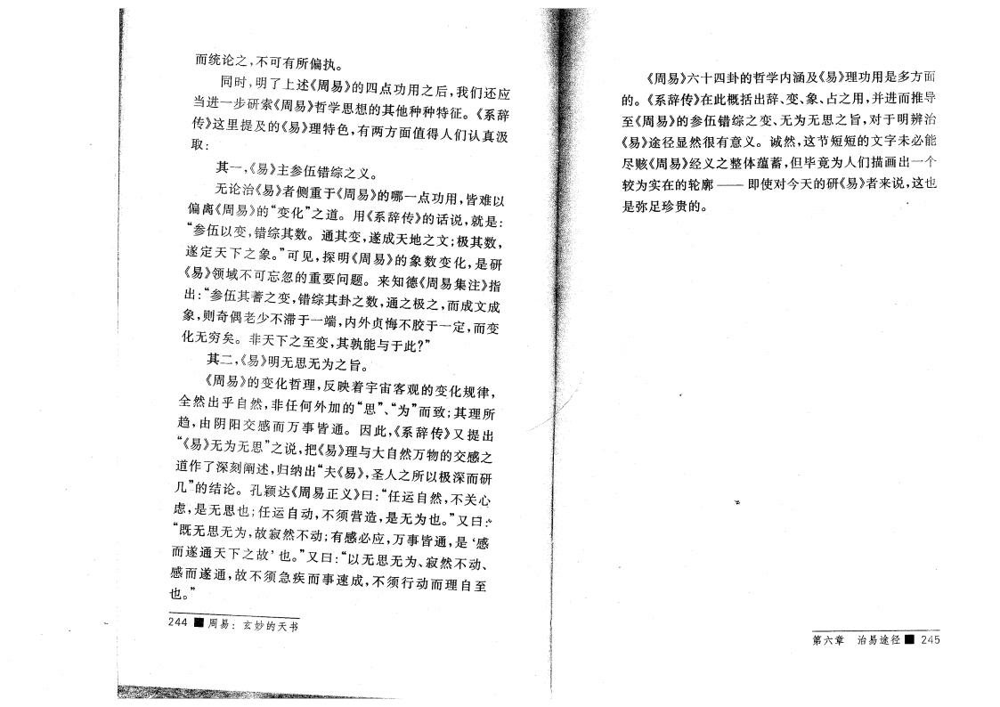 而统论之，不可有所偏执。
同时，明了上述《周易》的四点功用之后，我们还应
当进一步研索《周易》哲学思想的其他种种特征。《系辞
传》这里提及的《易》理特色，有两方面值得人们认真汲
取：
其一，《易》主参伍错综之义。
无论治《易》者侧重于《周易》的哪一点功用，皆难以
偏离《周易》的“变化”之道。用《系辞传》的话说，就是：
“参伍以变，错综其数。通其变，遂成天地之文；极其数，
遂定天下之象。”可见，探明《周易》的象数变化，是研
《易》领域不可忘忽的重要问题。来知德《周易集注》指
出：“参伍其蓍之变，错综其卦之数，通之极之，而成文成
象，则奇偶老少不滞于一端，内外贞悔不胶于一定，而变
化无穷矣。非天下之至变，其孰能与于此？”
其二，《易》明无思无为之旨。
《周易》的变化哲理，反映着宇宙客观的变化规律，
全然出乎自然，非任何外加的“思”、“为”而致；其理所
趋，由阴阳交感而万事皆通。因此，《系辞传》又提出
“《易》无为无思”之说，把《易》理与大自然万物的交感之
道作了深刻阐述，归纳出“夫《易》，圣人之所以极深而研
几”的结论。孔颖达《周易正义》曰：“任运自然，不关心
虑，是无思也；任运自动，不须营造，是无为也。”又曰：
“既无思无为，故寂然不动；有感必应，万事皆通，是‘感
而遂通天下之故’也。”又曰：“以无思无为、寂然不动、
感而遂通，故不须急疾而事速成，不须行动而理自至
也。”
244 ■ 周易：玄妙的天书
《周易》六十四卦的哲学内涵及《易》理功用是多方面
的。《系辞传》在此概括出辞、变、象、占之用，并进而推导
至《周易》的参伍错综之变、无为无思之旨，对于明辨治
《易》途径显然很有意义。诚然，这节短短的文字未必能
尽赅《周易》经义之整体蕴蓄，但毕竟为人们描画出一个
较为实在的轮廓——即使对今天的研《易》者来说，这也
是弥足珍贵的。
第六章 治易途径 ■ 245